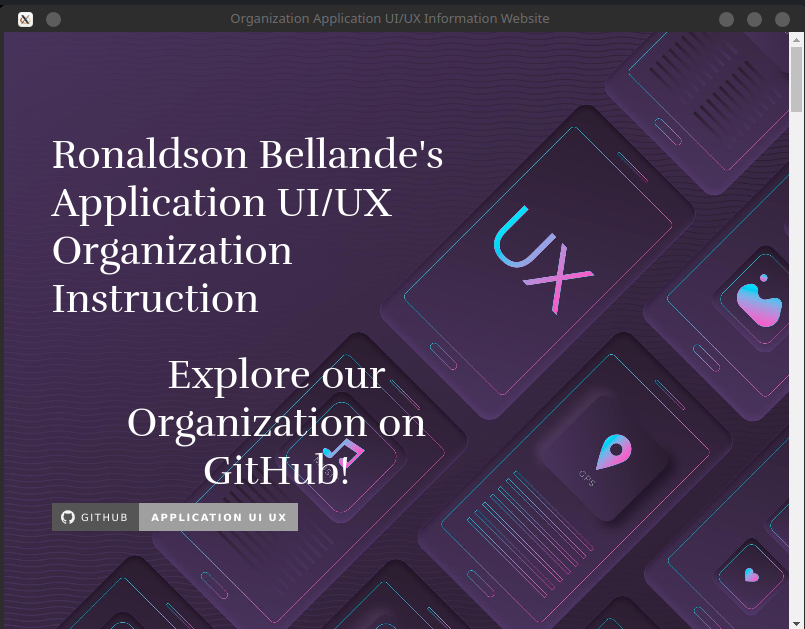 Organization Application UI/UX Information Website
Ronaldson Bellande's
Application UI/UX
Organization
Instruction
UX
Explore our
Organization on
GitHub!
GPS
GITHUB APPLICATION UI UX